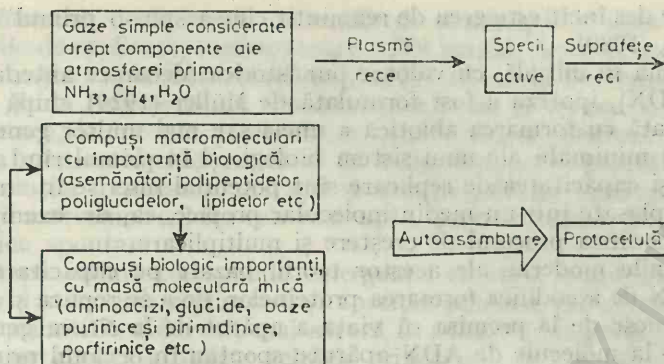 Gaze simple considerate
drept componente ale
atmosferei primare
NH₃, CH₄, H₂O
Plasmă
rece
Specii
active
Suprafețe
reci
Compuși macromoleculari
cu importanță biologică
(asemănători polipeptidelor
poliglucidelor, lipidelor etc)
Autoasamblare
Protocelulă
Compuși biologic importanți,
cu masă moleculară mică
(aminoacizi, glucide, baze
purinice și pirimidinice,
porfirinice etc.)